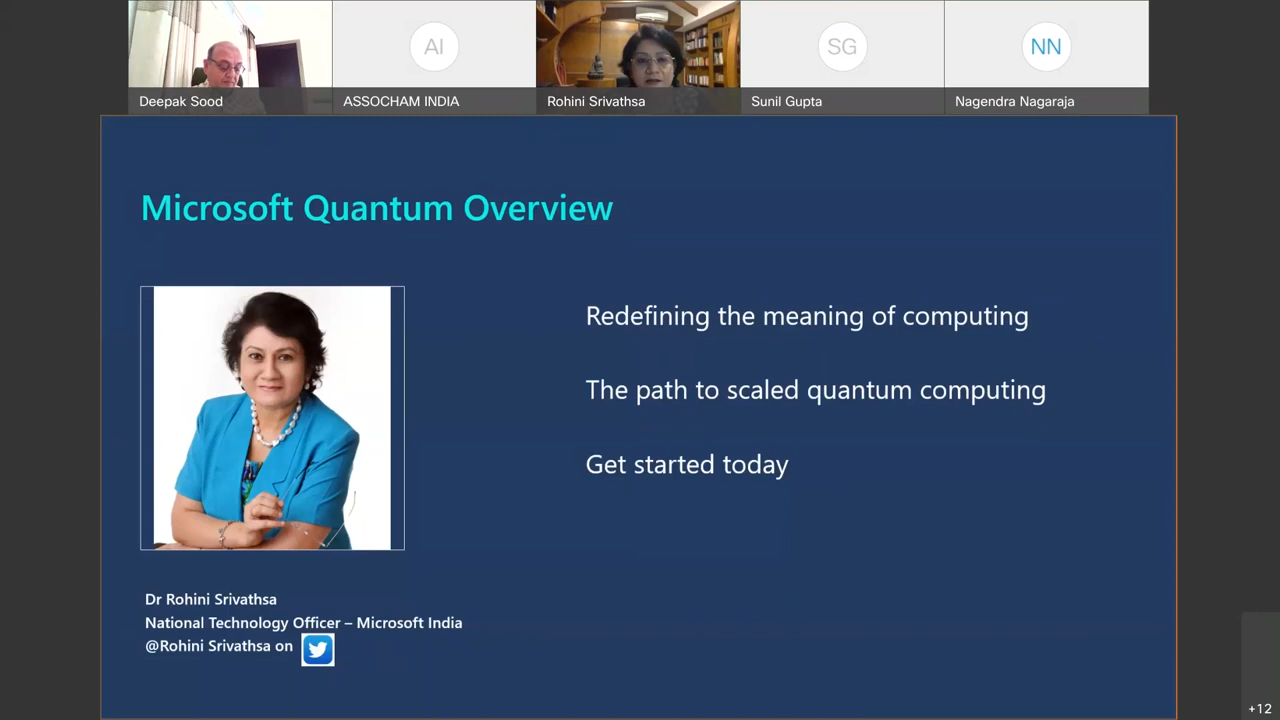 AI
SG
NN
Deepak Sood
ASSOCHAM INDIA
Rohini Srivathsa
Sunil Gupta
Nagendra Nagaraja
Microsoft Quantum Overview
Redefining the meaning of computing
The path to scaled quantum computing
Get started today
Dr Rohini Srivathsa
National Technology Officer – Microsoft India
@Rohini Srivathsa on
+12